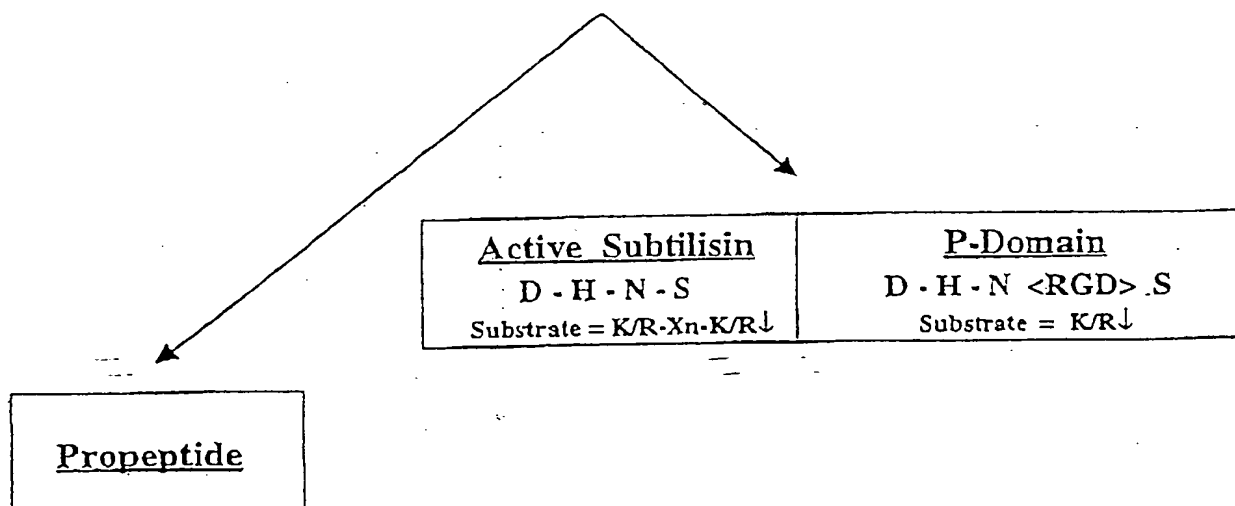 Active Subtilisin
D - H - N - S
Substrate = K/R-Xn-K/R↓
P-Domain
D - H - N <RGD> .S
Substrate = K/R↓
Propeptide